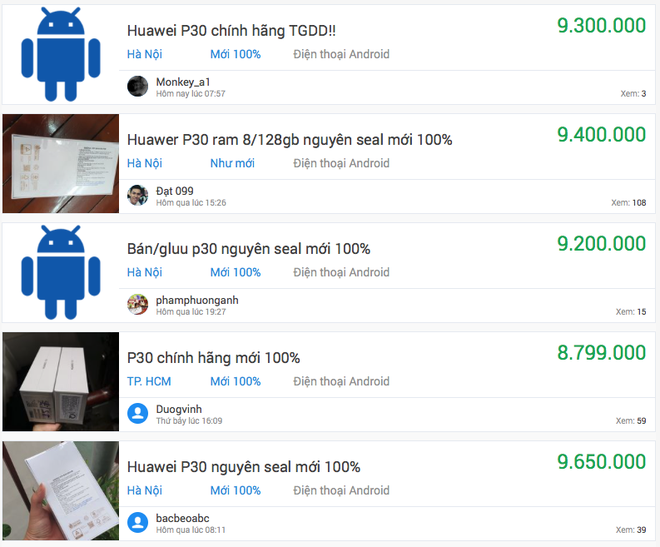 Huawei P30 chính hãng TGDD!!
9.300.000
Hà Nội Mới 100% Điện thoại Android
Monkey_a1
Hôm nay lúc 07:57
Xem: 3
Huawer P30 ram 8/128gb nguyên seal mới 100%
9.400.000
Hà Nội Như mới Điện thoại Android
Đạt 099
Hôm qua lúc 15:26
Xem: 108
Bán/gluu p30 nguyên seal mới 100%
9.200.000
Hà Nội Mới 100% Điện thoại Android
phamphuonganh
Hôm qua lúc 19:27
Xem: 15
P30 chính hãng mới 100%
8.799.000
TP. HCM Mới 100% Điện thoại Android
Duogvinh
Thứ bảy lúc 16:09
Xem: 59
Huawei P30 nguyên seal mới 100%
9.650.000
Hà Nội Mới 100% Điện thoại Android
bacbeoabc
Hôm qua lúc 08:11
Xem: 39